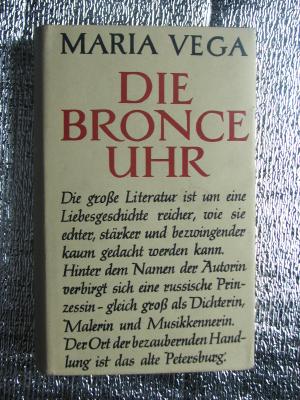 MARIA VEGA
DIE
BRONCE
UHR
Die große Literatur ist um eine
Liebesgeschichte reicher, wie sie
echter, stärker und bezwingender
kaum gedacht werden kann.
Hinter dem Namen der Autorin
verbirgt sich eine russische Prin-
zessin - gleich groß als Dichterin,
Malerin und Musikkennerin.
Der Ort der bezaubernden Hand-
lung ist das alte Petersburg.